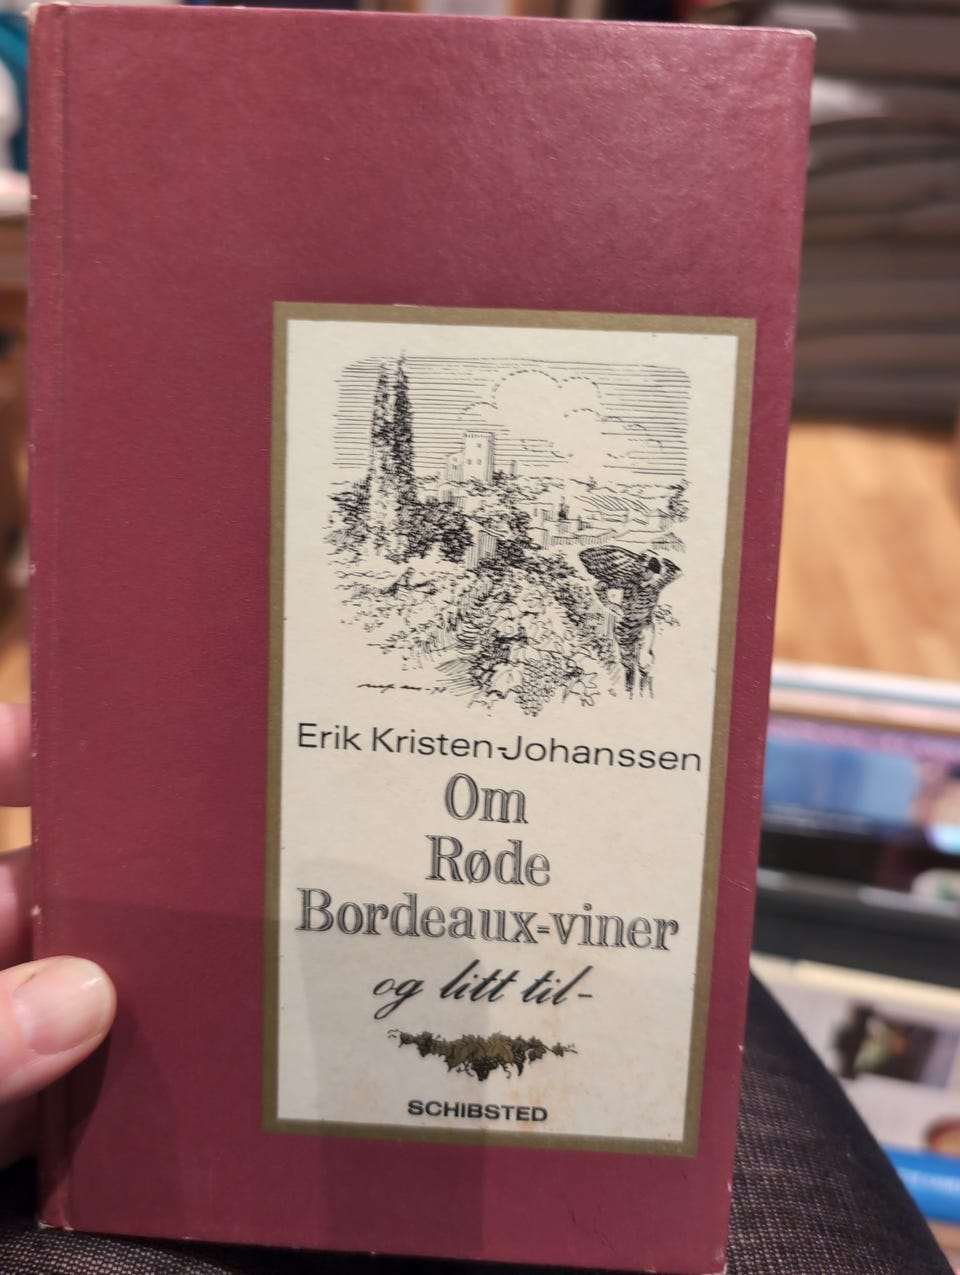 Erik Kristen-Johanssen
Om
Røde
Bordeaux-viner
og litt til-
SCHIBSTED